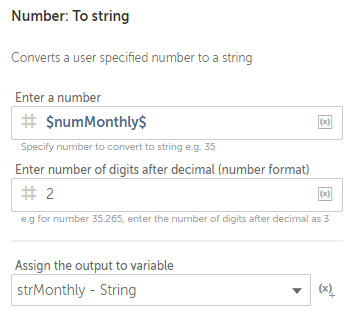 Number: To string
Converts a user specified number to a string
Enter a number
# $numMonthly$ (x)
Specify number to convert to string e.g. 35
Enter number of digits after decimal (number format)
# 2 (x)
e.g for number 35.265, enter the number of digits after decimal as 3
Assign the output to variable
strMonthly - String (x)+